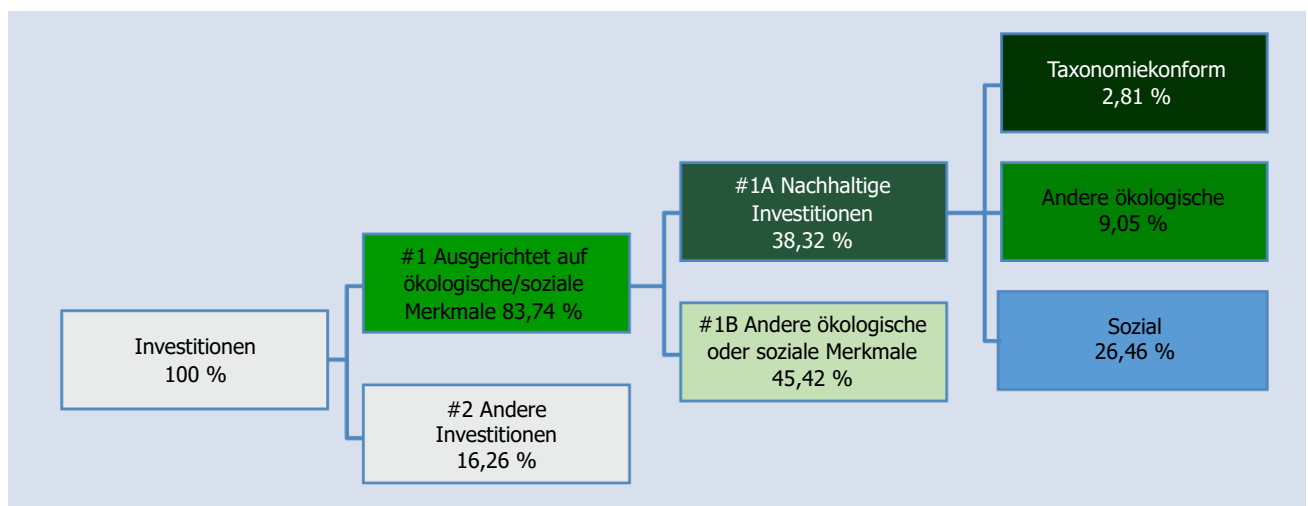 Investitionen
100 %
#1 Ausgerichtet auf
ökologische/soziale
Merkmale 83,74 %
#2 Andere
Investitionen
16,26 %
#1A Nachhaltige
Investitionen
38,32 %
#1B Andere ökologische
oder soziale Merkmale
45,42 %
Taxonomiekonform
2,81 %
Andere ökologische
9,05 %
Sozial
26,46 %